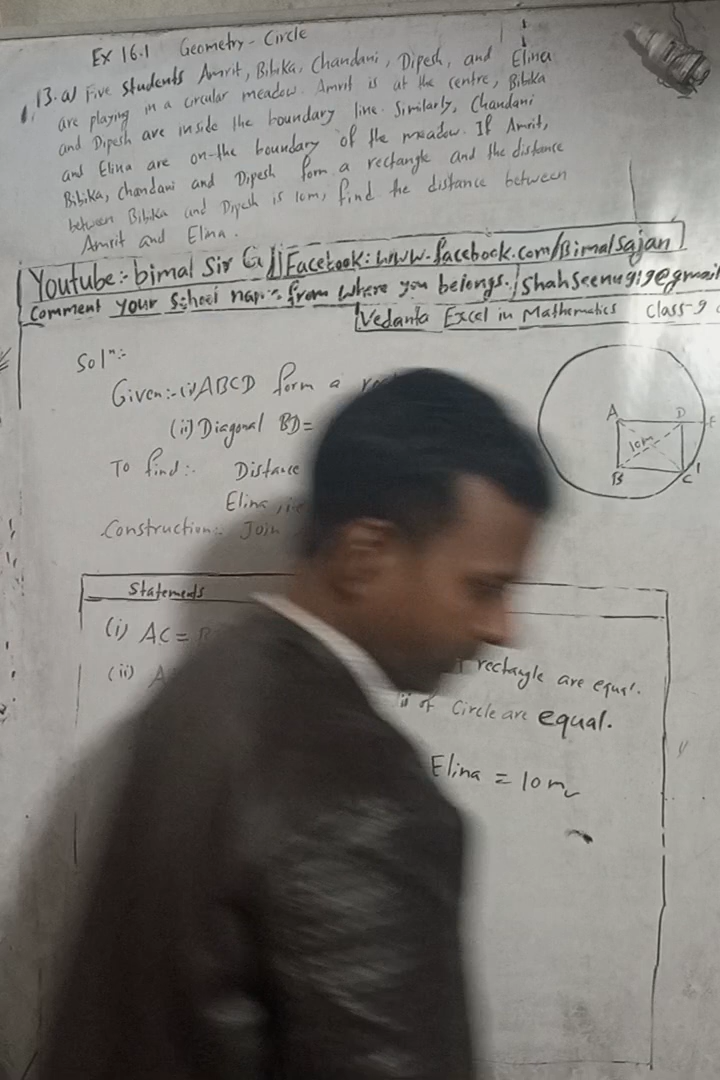 Ex 16.1 Geometry - Circle
13. a) Five Students Amrit, Bibika, Chandani, Dipesh, and Elina
are playing in a circular meadow. Amrit is at the centre, Bibika
and Dipesh are inside the boundary line. Similarly, Chandani
and Elina are on-the boundary of the meadow. If Amrit,
Bibika, Chandani and Dipesh form a rectangle and the distance
between Bibika and Dipesh is 10m, find the distance between
Amrit and Elina.
Youtube:- bimal Sir Facebook: www.facebook.com/Bimalsajan
Comment your School name from where you belongs.
Vedanta Excel in Mathematics Class-9
Solⁿ:-
Given:- (i) ABCD form a
(ii) Diagonal BD=
To find:- Distance
Elina
Construction:- Join
A D
10m
B C
Statements
(i) AC =
rectangle are equal.
(ii) A
of Circle are equal.
Elina = 10 m